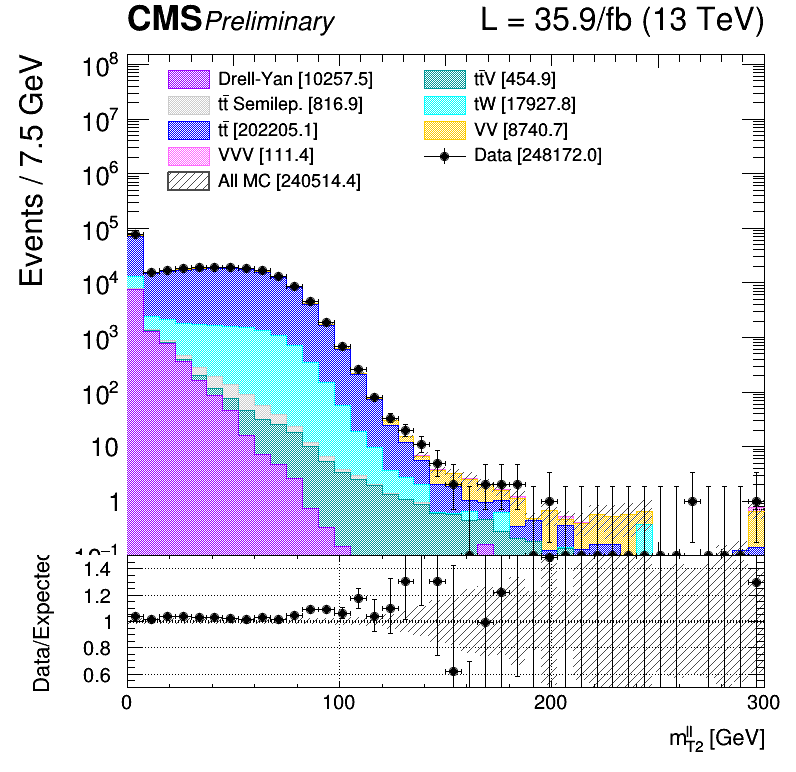 CMS Preliminary L = 35.9/fb (13 TeV)
Events / 7.5 GeV
Drell-Yan [10257.5]
tt̄ Semilep. [816.9]
tt̄ [202205.1]
VVV [111.4]
All MC [240514.4]
tt̄V [454.9]
tW [17927.8]
VV [8740.7]
Data [248172.0]
10⁸
10⁷
10⁶
10⁵
10⁴
10³
10²
10
1
10⁻¹
Data/Expected
1.4
1.2
1
0.8
0.6
0 100 200 300
m_T2^ll [GeV]